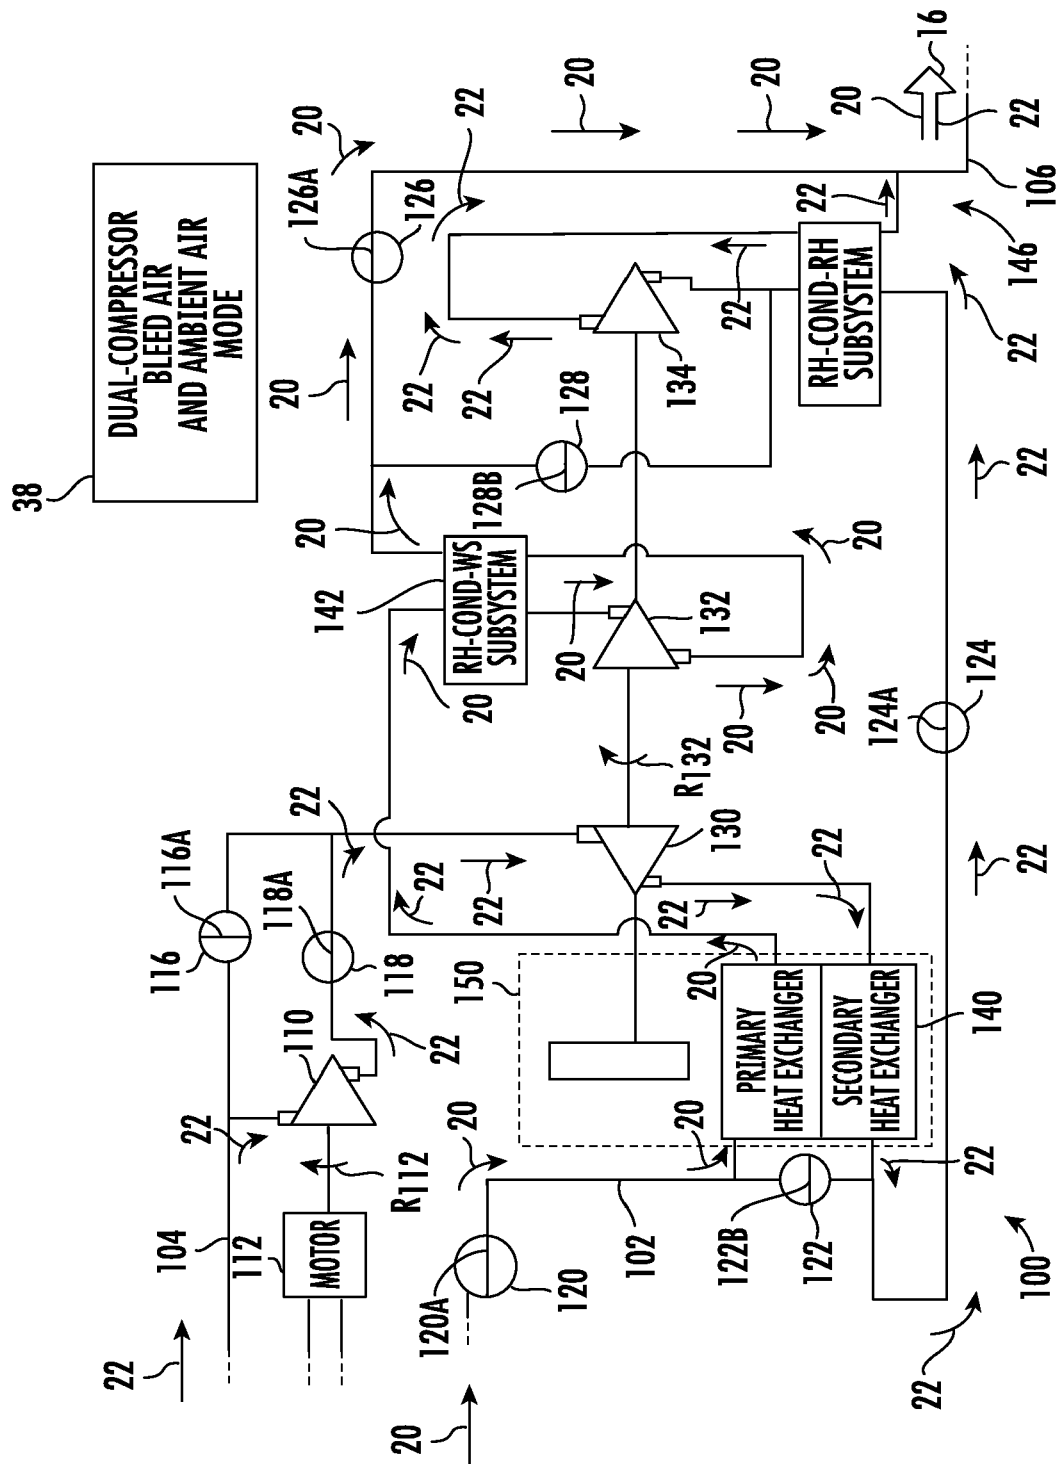 38
DUAL-COMPRESSOR
BLEED AIR
AND AMBIENT AIR
MODE
22
104
116
116A
22
112
MOTOR
R112
110
118A
118
22
22
20
142
20
126A
20
126
22
22
22
20
20
RH-COND-WS
SUBSYSTEM
20
22
22
150
20
120A
20
120
102
128B
128
20
20
132
134
22
20
20
R132
130
22
20
20
PRIMARY
HEAT EXCHANGER
SECONDARY
HEAT EXCHANGER
122B
122
22
20
20
RH-COND-RH
SUBSYSTEM
22
20
16
22
124A
124
140
22
22
22
22
22
146
106
100